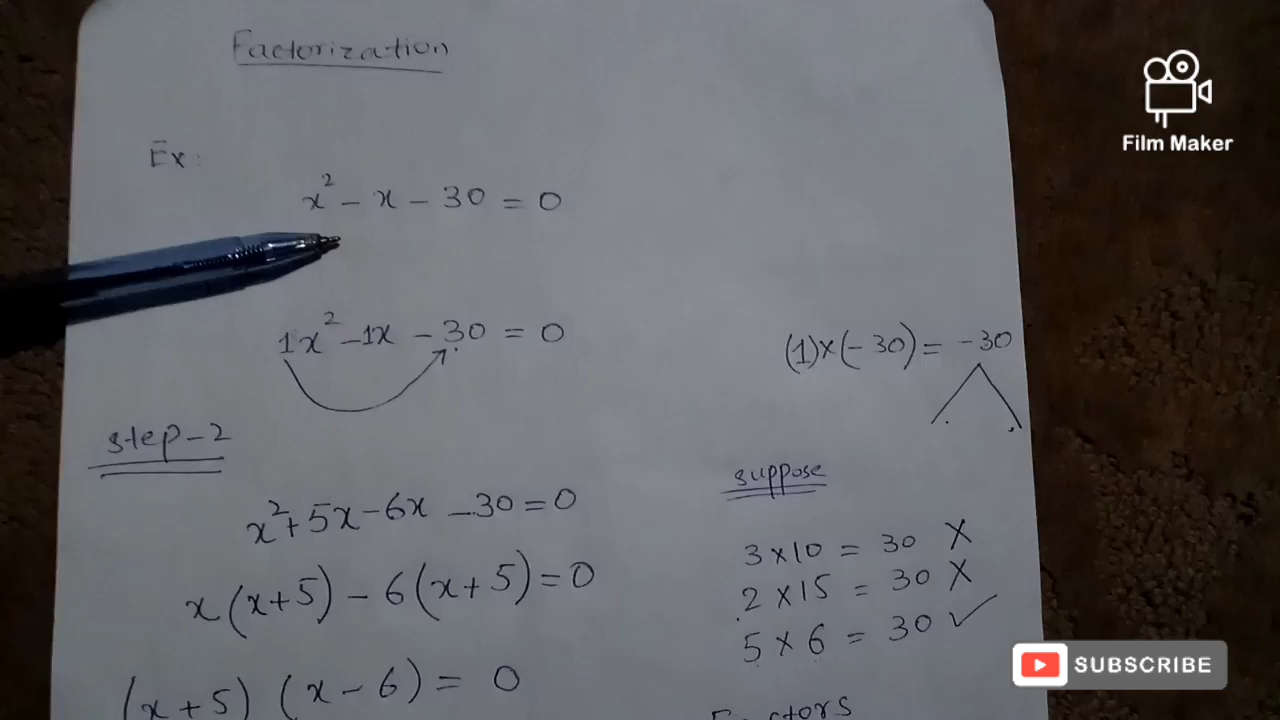 Factorization
Ex:
x² - x - 30 = 0
1x² - 1x - 30 = 0
(1)×(-30) = -30
step-2
x² + 5x - 6x - 30 = 0
x(x+5) - 6(x+5) = 0
(x+5) (x-6) = 0
suppose
3 × 10 = 30 X
2 × 15 = 30 X
5 × 6 = 30 ✓
Factors
Film Maker
SUBSCRIBE